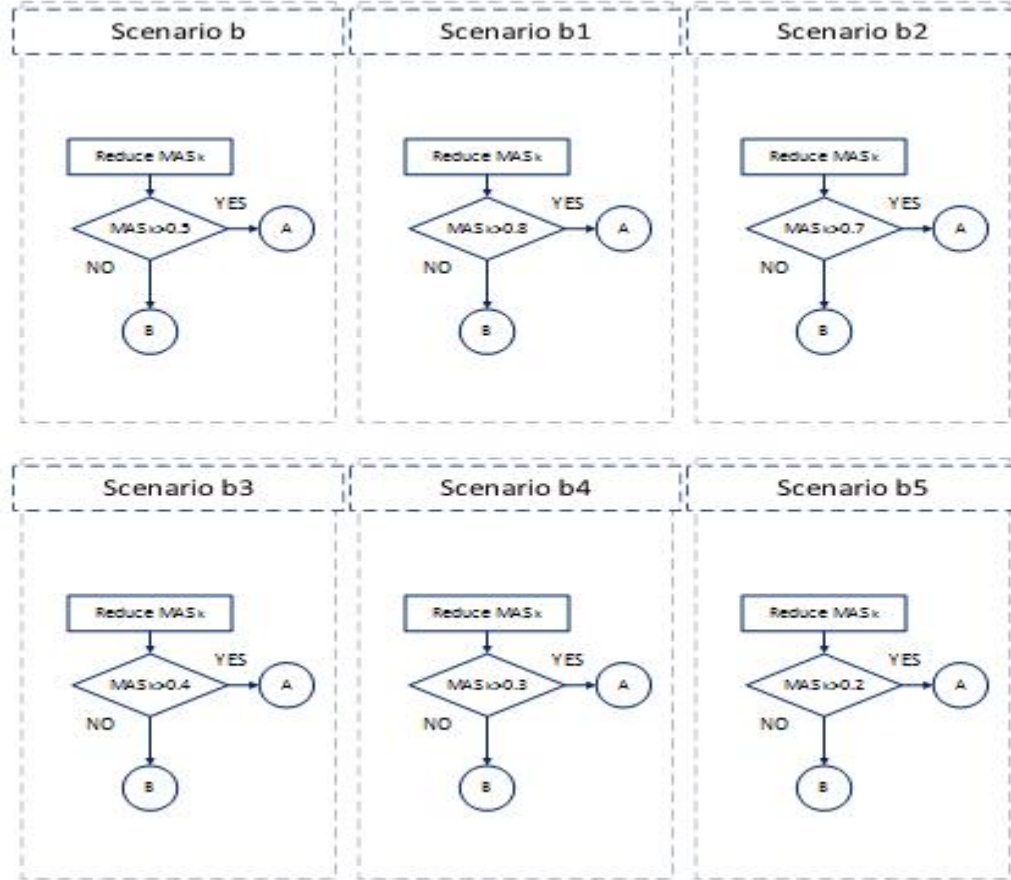 Scenario b
Reduce MASₖ
YES
MASₖ>0.5
A
NO
B
Scenario b1
Reduce MASₖ
YES
MASₖ>0.8
A
NO
B
Scenario b2
Reduce MASₖ
YES
MASₖ>0.7
A
NO
B
Scenario b3
Reduce MASₖ
YES
MASₖ>0.4
A
NO
B
Scenario b4
Reduce MASₖ
YES
MASₖ>0.3
A
NO
B
Scenario b5
Reduce MASₖ
YES
MASₖ>0.2
A
NO
B